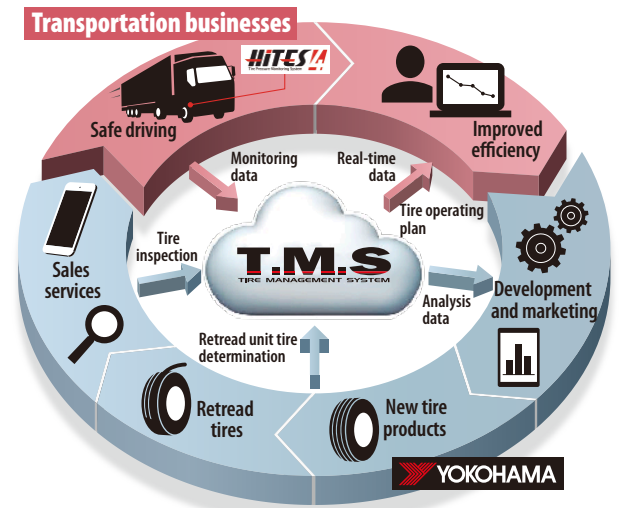 Transportation businesses
HiTES4
Tire Pressure Monitoring System
Safe driving
Improved
efficiency
Monitoring
data
Real-time
data
Tire operating
plan
Tire
inspection
T.M.S
TIRE MANAGEMENT SYSTEM
Sales
services
Analysis
data
Development
and marketing
Retread unit tire
determination
Retread
tires
New tire
products
YOKOHAMA